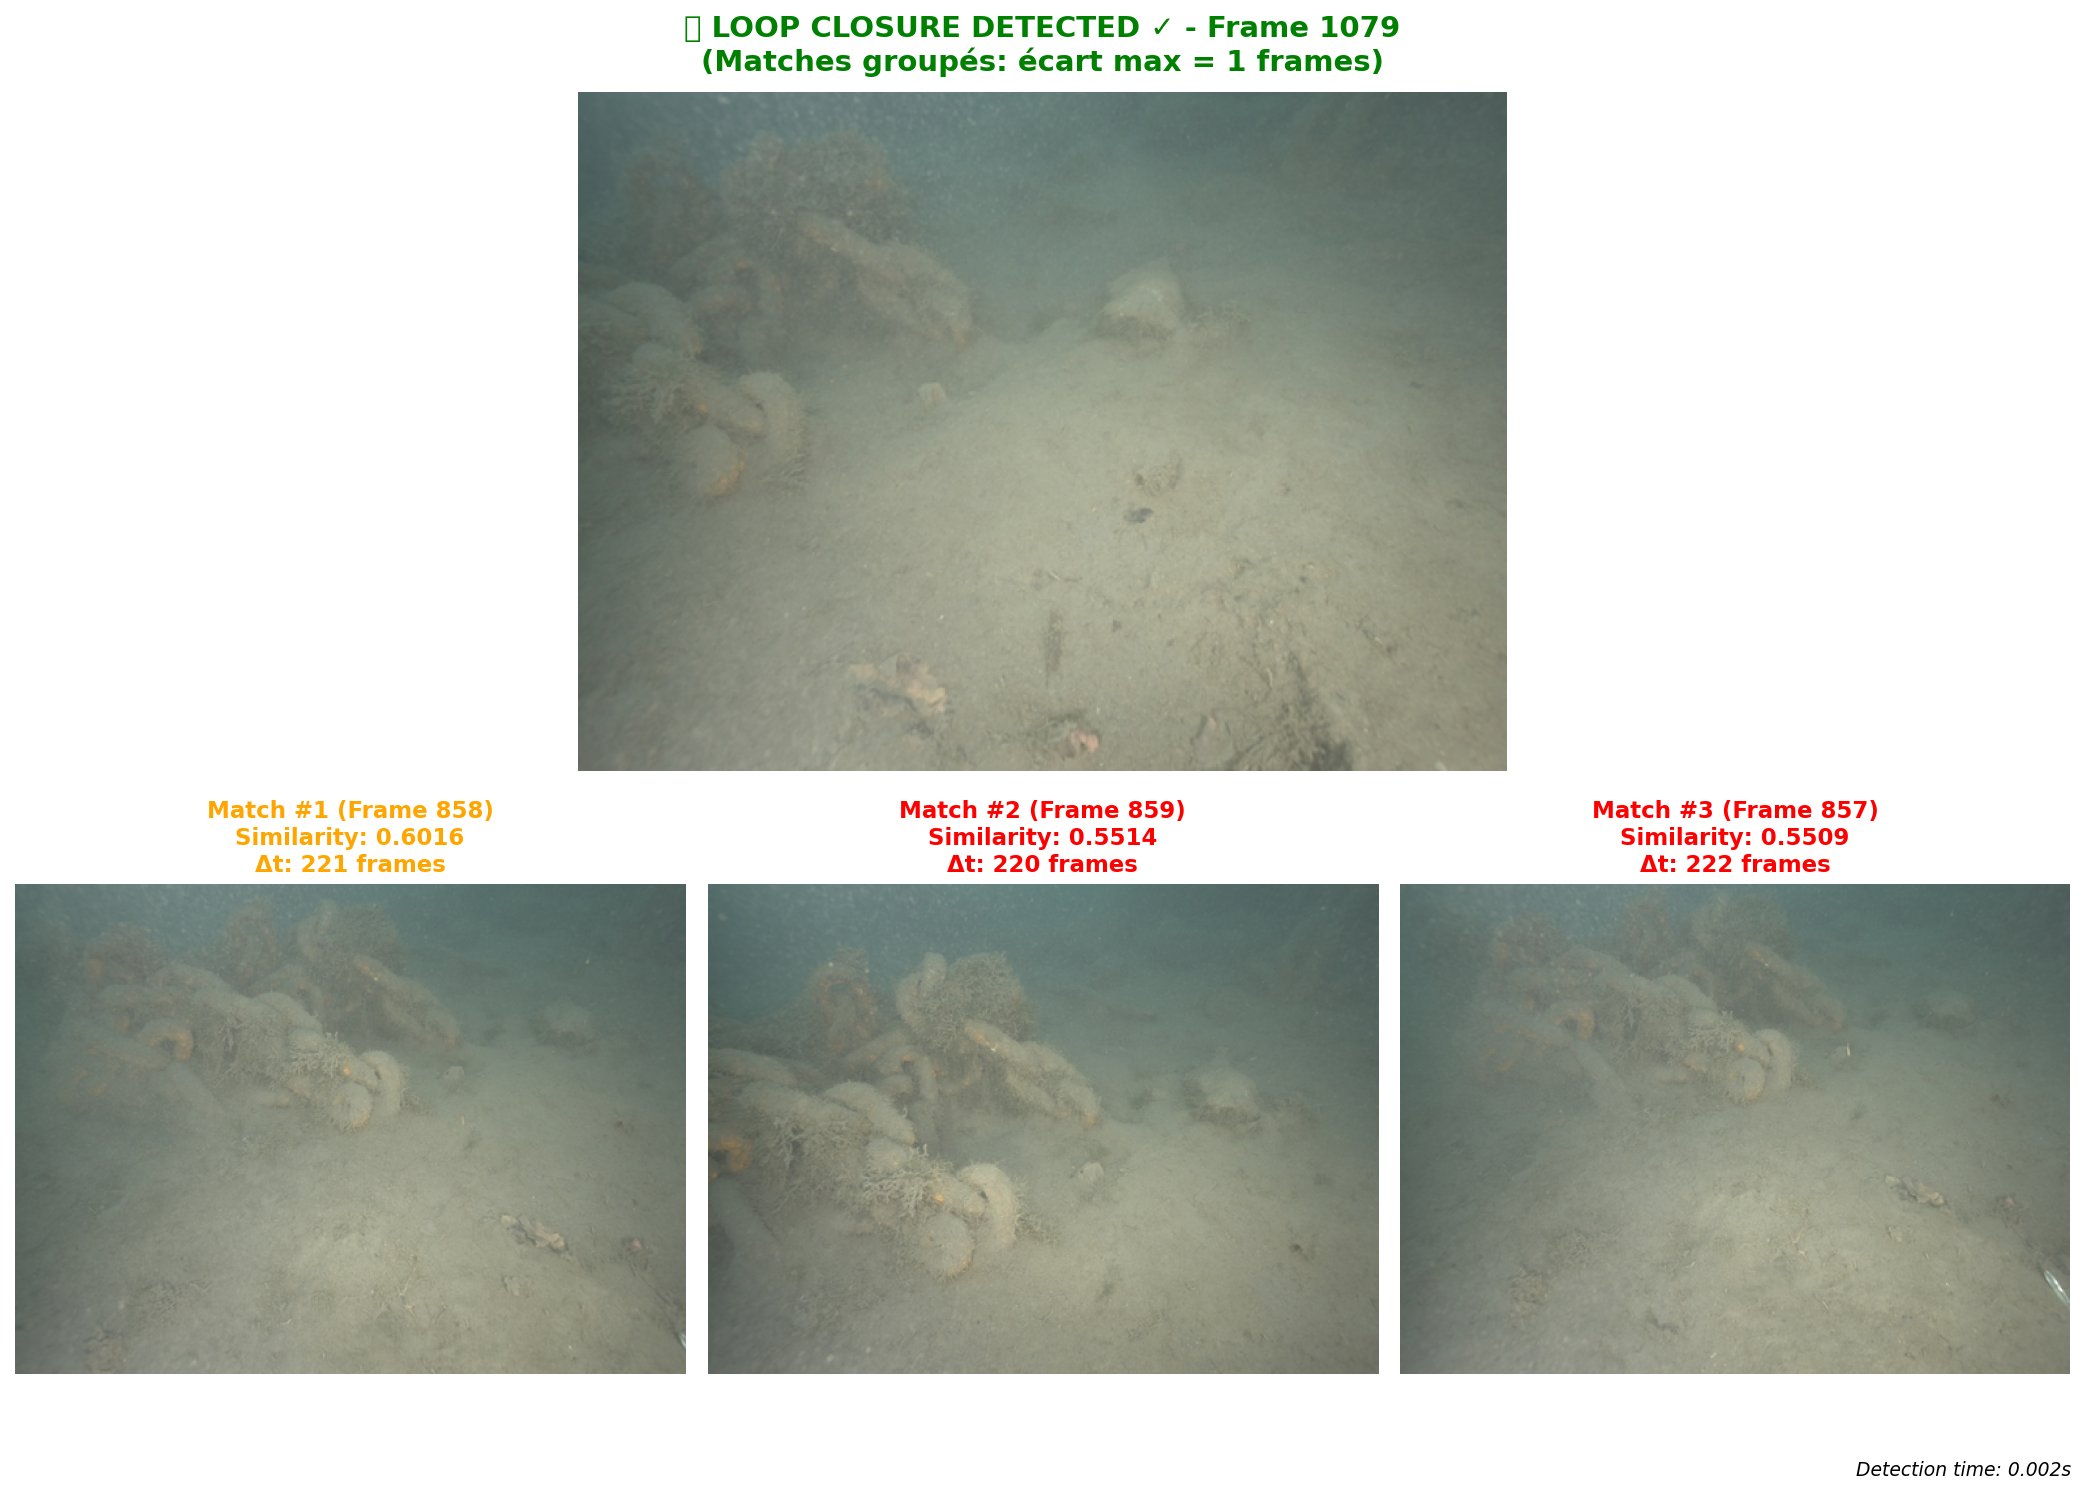 LOOP CLOSURE DETECTED ✓ - Frame 1079
(Matches groupés: écart max = 1 frames)
Match #1 (Frame 858)
Similarity: 0.6016
Δt: 221 frames
Match #2 (Frame 859)
Similarity: 0.5514
Δt: 220 frames
Match #3 (Frame 857)
Similarity: 0.5509
Δt: 222 frames
Detection time: 0.002s